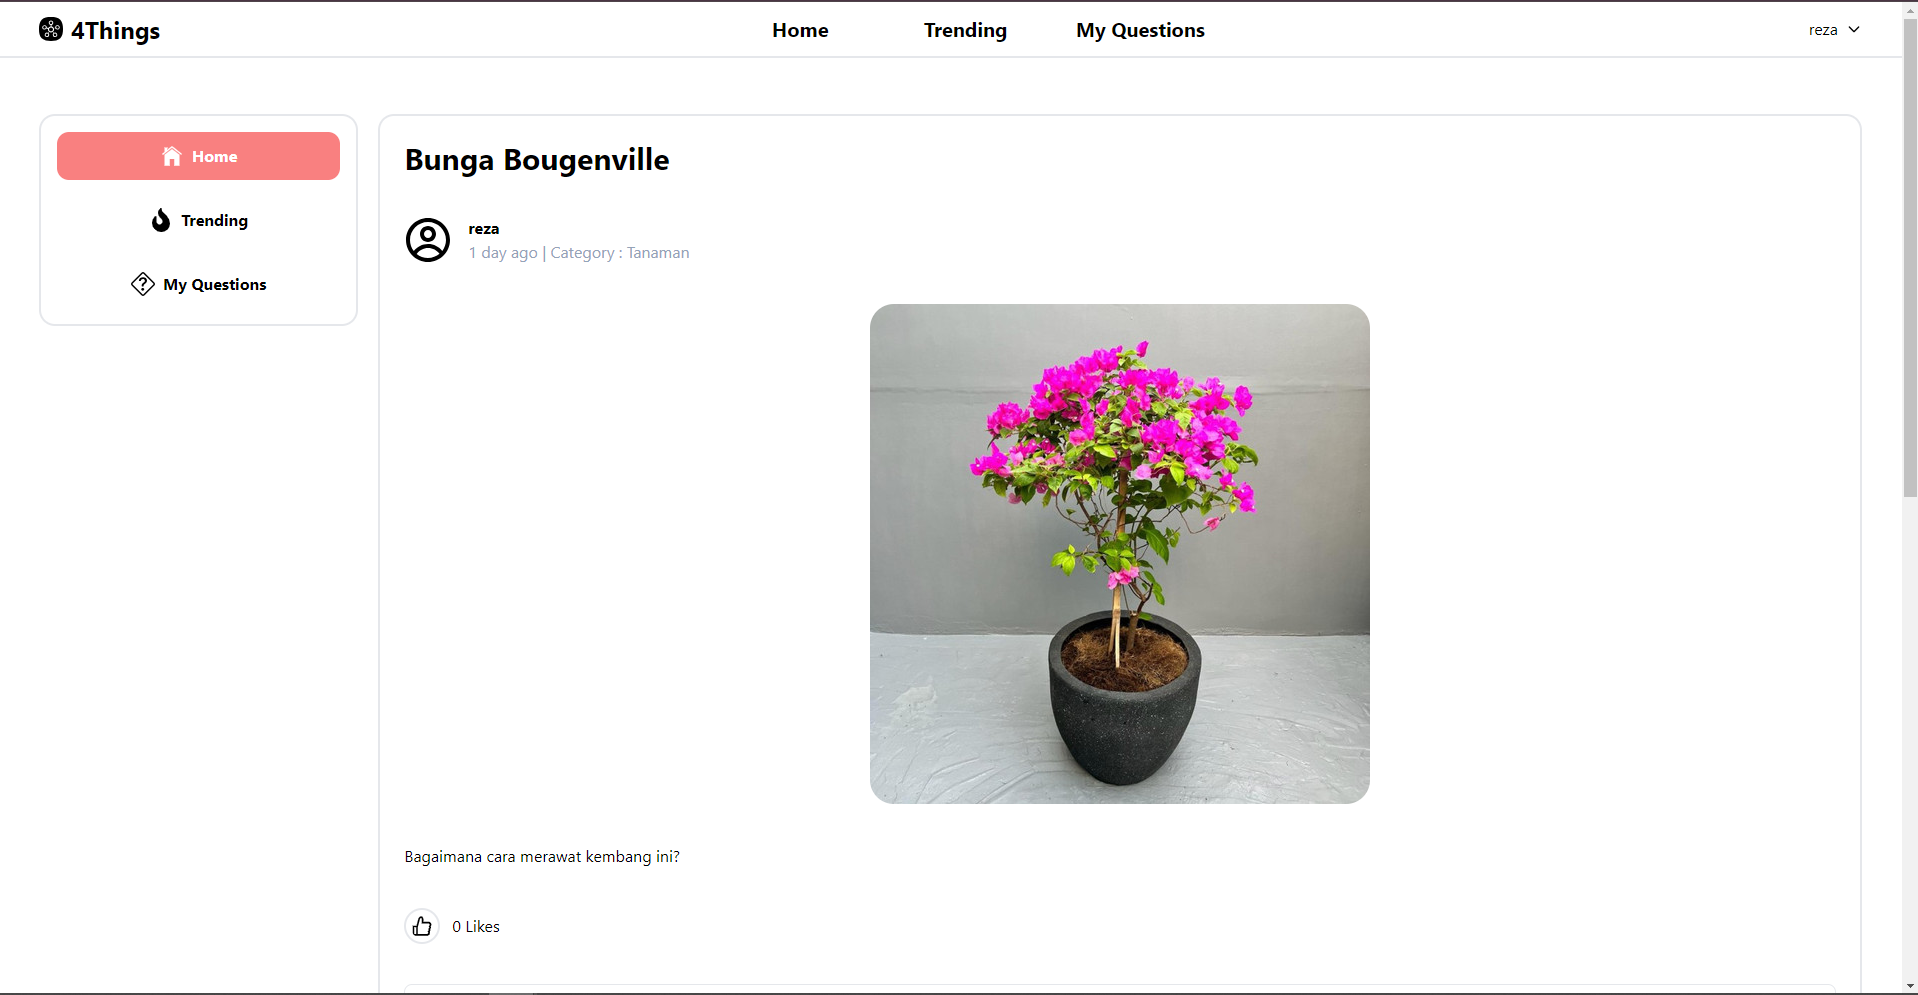 4Things
Home
Trending
My Questions
reza
Home
Trending
My Questions
Bunga Bougenville
reza
1 day ago | Category : Tanaman
Bagaimana cara merawat kembang ini?
0 Likes